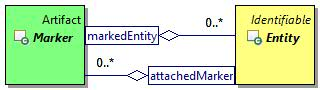 Artifact
Marker
markedEntity
0..*
Identifiable
Entity
0..*
attachedMarker